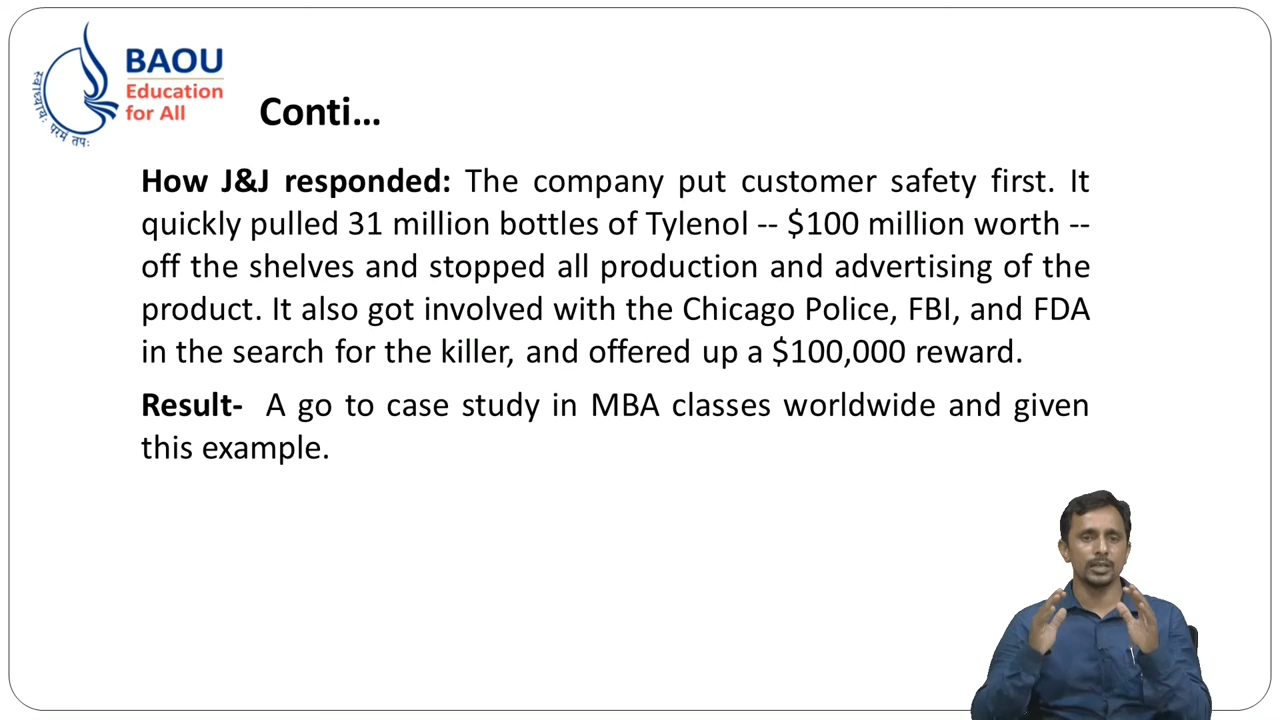 BAOU
Education
for All
स्वाध्यायः परमं तपः
Conti...
How J&J responded: The company put customer safety first. It
quickly pulled 31 million bottles of Tylenol -- $100 million worth --
off the shelves and stopped all production and advertising of the
product. It also got involved with the Chicago Police, FBI, and FDA
in the search for the killer, and offered up a $100,000 reward.
Result- A go to case study in MBA classes worldwide and given
this example.